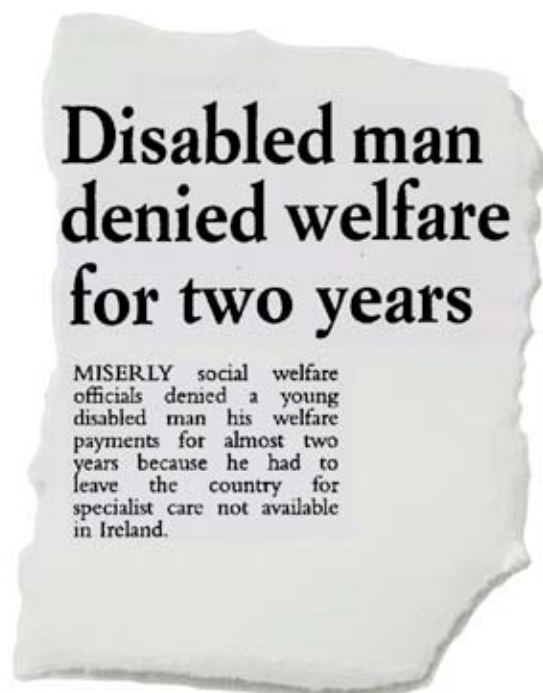 Disabled man
denied welfare
for two years
MISERLY social welfare
officials denied a young
disabled man his welfare
payments for almost two
years because he had to
leave the country for
specialist care not available
in Ireland.